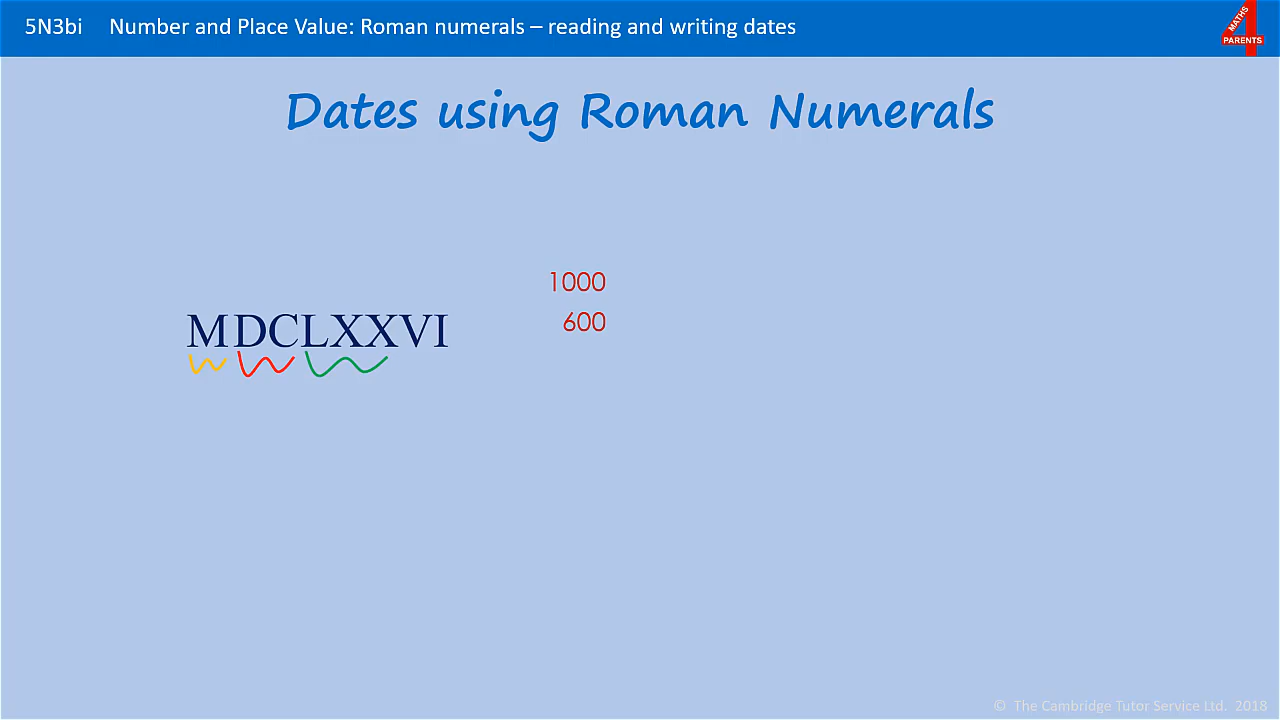 5N3bi Number and Place Value: Roman numerals – reading and writing dates
MATHS
4
PARENTS
Dates using Roman Numerals
1000
MDCLXXVI
600
© The Cambridge Tutor Service Ltd. 2018